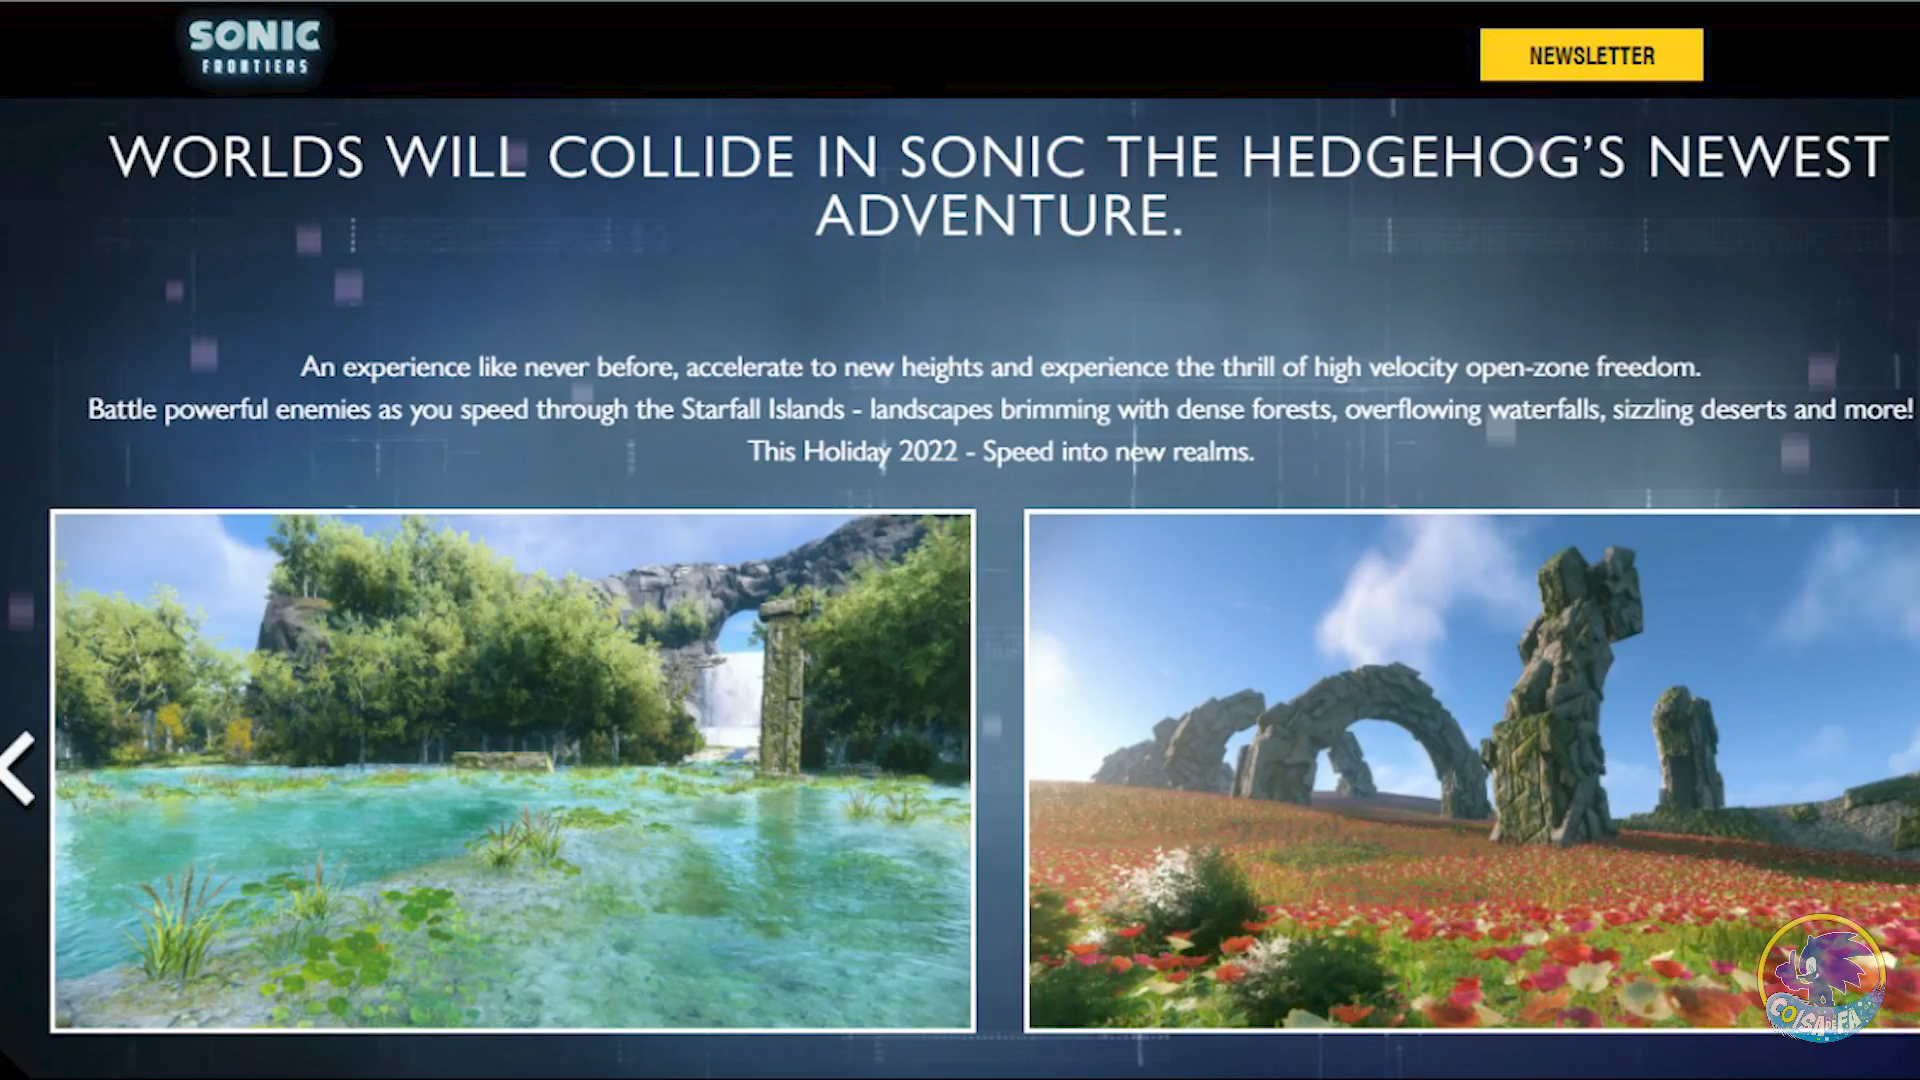 SONIC
FRONTIERS
NEWSLETTER
WORLDS WILL COLLIDE IN SONIC THE HEDGEHOG’S NEWEST
ADVENTURE.
An experience like never before, accelerate to new heights and experience the thrill of high velocity open-zone freedom.
Battle powerful enemies as you speed through the Starfall Islands - landscapes brimming with dense forests, overflowing waterfalls, sizzling deserts and more!
This Holiday 2022 - Speed into new realms.
COISA DE FÃ